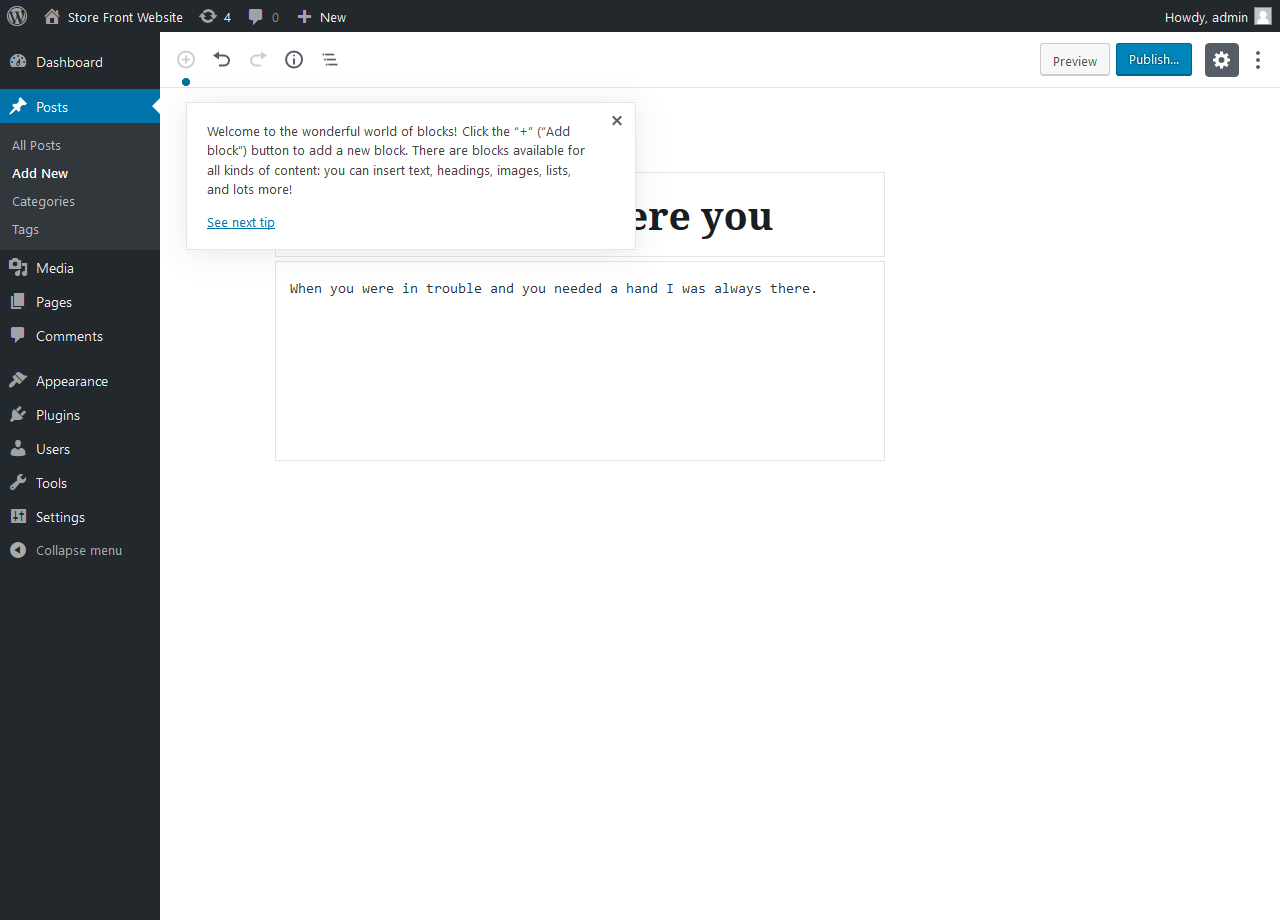 Store Front Website 4 0 New Howdy, admin
Dashboard
Preview Publish...
Posts
All Posts
Add New
Categories
Tags
Media
Pages
Comments
Appearance
Plugins
Users
Tools
Settings
Collapse menu
Welcome to the wonderful world of blocks! Click the “+” (“Add
block”) button to add a new block. There are blocks available for
all kinds of content: you can insert text, headings, images, lists,
and lots more!
See next tip
ere you
When you were in trouble and you needed a hand I was always there.